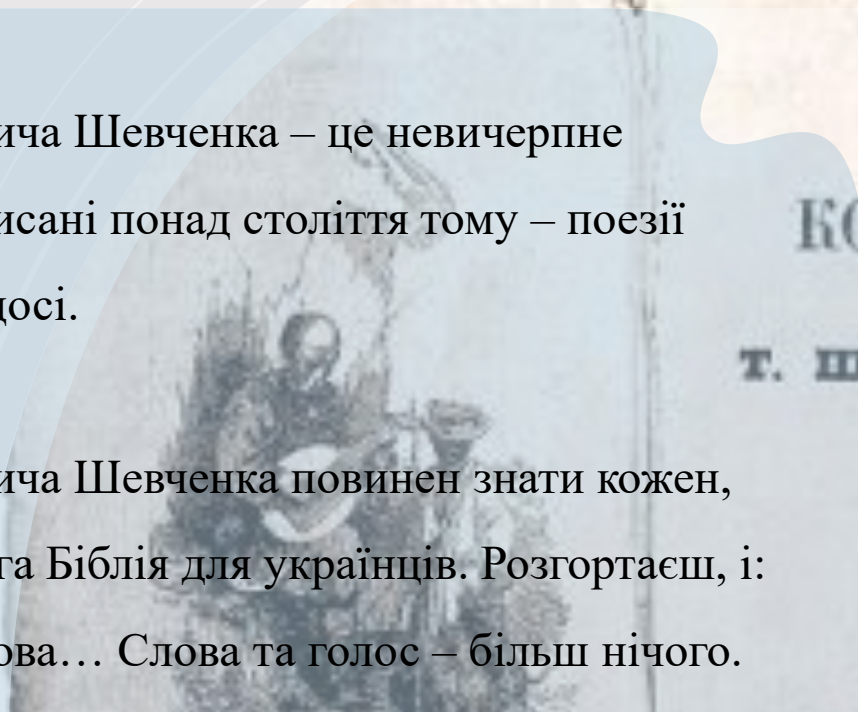 ича Шевченка – це невичерпне
исані понад століття тому – поезії
досі.
ича Шевченка повинен знати кожен,
га Біблія для українців. Розгортаєш, і:
ова… Слова та голос – більш нічого.
КО
т. ш